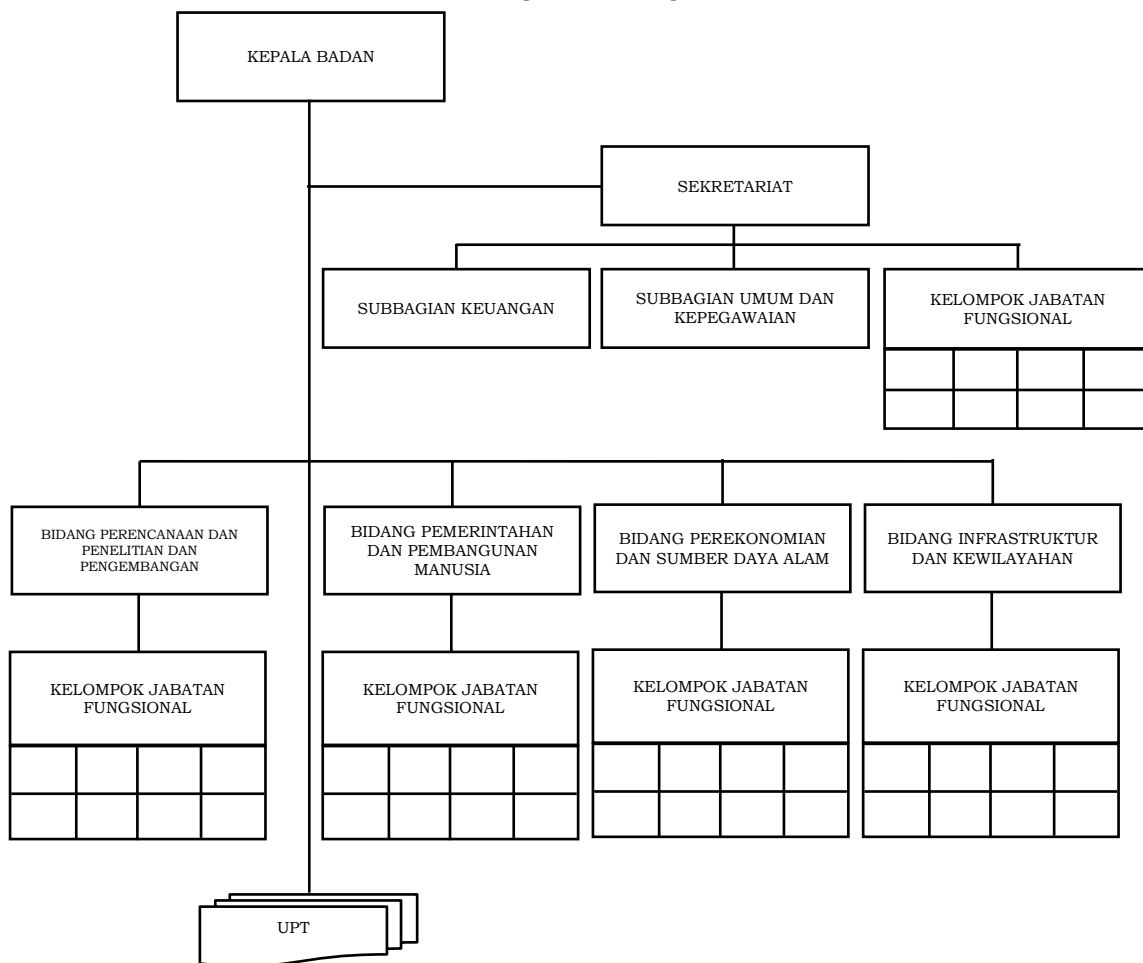 KEPALA BADAN
SEKRETARIAT
SUBBAGIAN KEUANGAN
SUBBAGIAN UMUM DAN
KEPEGAWAIAN
KELOMPOK JABATAN
FUNGSIONAL
BIDANG PERENCANAAN DAN
PENELITIAN DAN
PENGEMBANGAN
BIDANG PEMERINTAHAN
DAN PEMBANGUNAN
MANUSIA
BIDANG PEREKONOMIAN
DAN SUMBER DAYA ALAM
BIDANG INFRASTRUKTUR
DAN KEWILAYAHAN
KELOMPOK JABATAN
FUNGSIONAL
KELOMPOK JABATAN
FUNGSIONAL
KELOMPOK JABATAN
FUNGSIONAL
KELOMPOK JABATAN
FUNGSIONAL
UPT